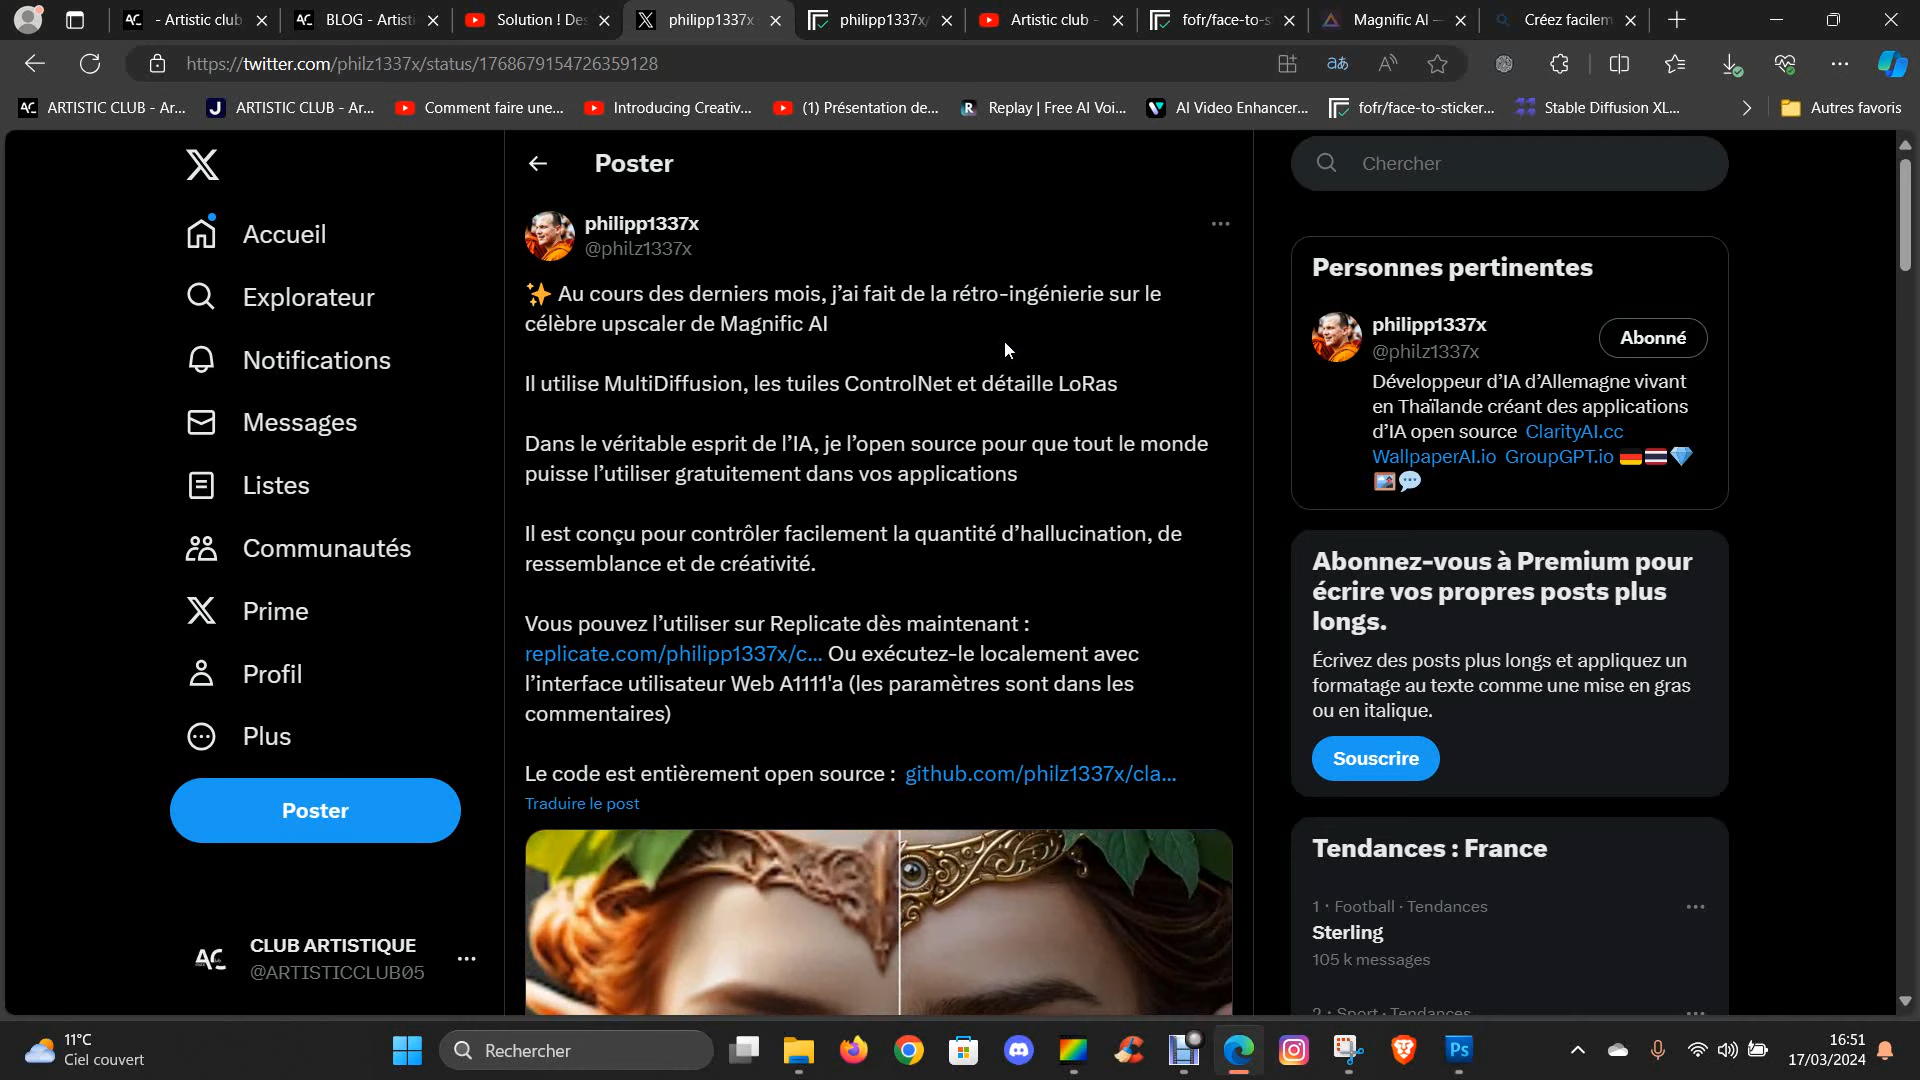 - Artistic club
BLOG - Artisti
Solution ! De
philipp1337x
philipp1337x/
Artistic club -
fofr/face-to-s
Magnific AI —
Créez facilem
https://twitter.com/philz1337x/status/1768679154726359128
ARTISTIC CLUB - Ar...
ARTISTIC CLUB - Ar...
Comment faire une...
Introducing Creativ...
(1) Présentation de...
Replay | Free AI Voi...
AI Video Enhancer...
fofr/face-to-sticker...
Stable Diffusion XL...
Autres favoris
Accueil
Explorateur
Notifications
Messages
Listes
Communautés
Prime
Profil
Plus
Poster
AC
CLUB ARTISTIQUE
@ARTISTICCLUB05
Poster
philipp1337x
@philz1337x
✨ Au cours des derniers mois, j’ai fait de la rétro-ingénierie sur le
célèbre upscaler de Magnific AI
Il utilise MultiDiffusion, les tuiles ControlNet et détaille LoRas
Dans le véritable esprit de l’IA, je l’open source pour que tout le monde
puisse l’utiliser gratuitement dans vos applications
Il est conçu pour contrôler facilement la quantité d’hallucination, de
ressemblance et de créativité.
Vous pouvez l’utiliser sur Replicate dès maintenant :
replicate.com/philipp1337x/c... Ou exécutez-le localement avec
l’interface utilisateur Web A1111'a (les paramètres sont dans les
commentaires)
Le code est entièrement open source : github.com/philz1337x/cla...
Traduire le post
Chercher
Personnes pertinentes
philipp1337x
@philz1337x
Abonné
Développeur d’IA d’Allemagne vivant
en Thaïlande créant des applications
d’IA open source ClarityAI.cc
WallpaperAI.io GroupGPT.io 🇩🇪🇹🇭💎
🖼️💬
Abonnez-vous à Premium pour
écrire vos propres posts plus
longs.
Écrivez des posts plus longs et appliquez un
formatage au texte comme une mise en gras
ou en italique.
Souscrire
Tendances : France
1 · Football · Tendances
Sterling
105 k messages
2 · Sport · Tendances
11°C
Ciel couvert
Rechercher
Ps
16:51
17/03/2024